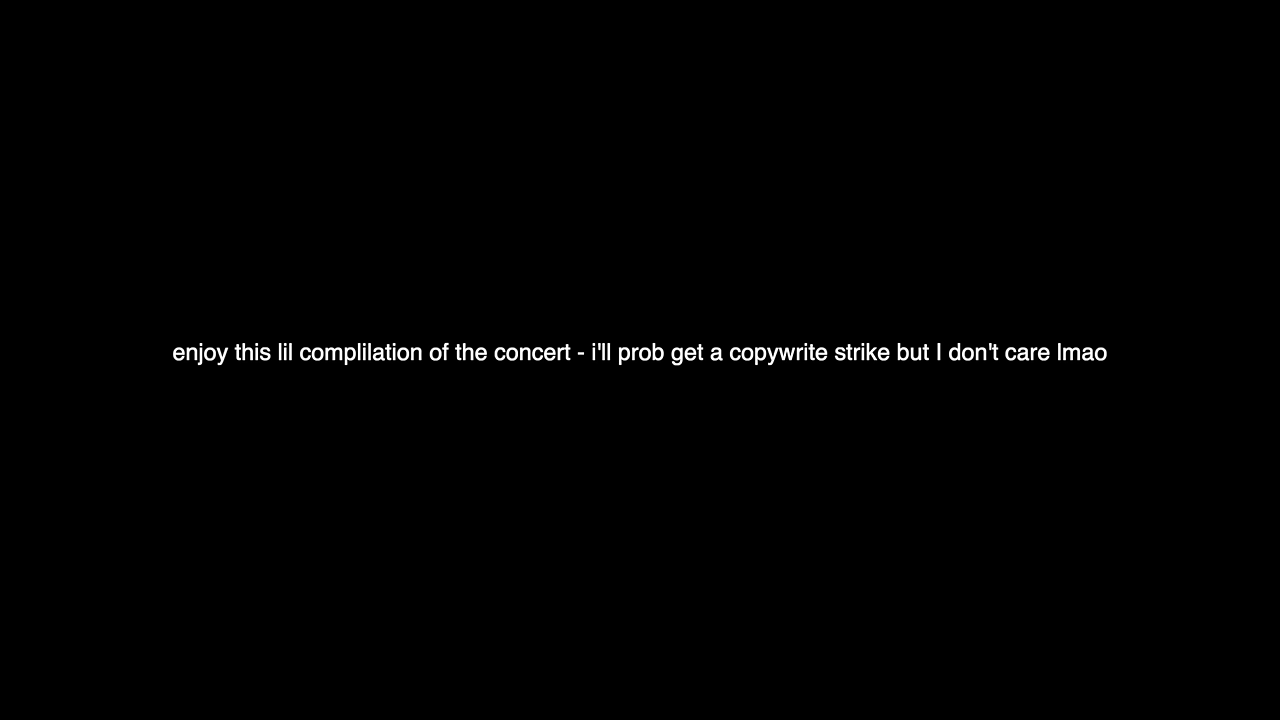 enjoy this lil complilation of the concert - i'll prob get a copywrite strike but I don't care lmao